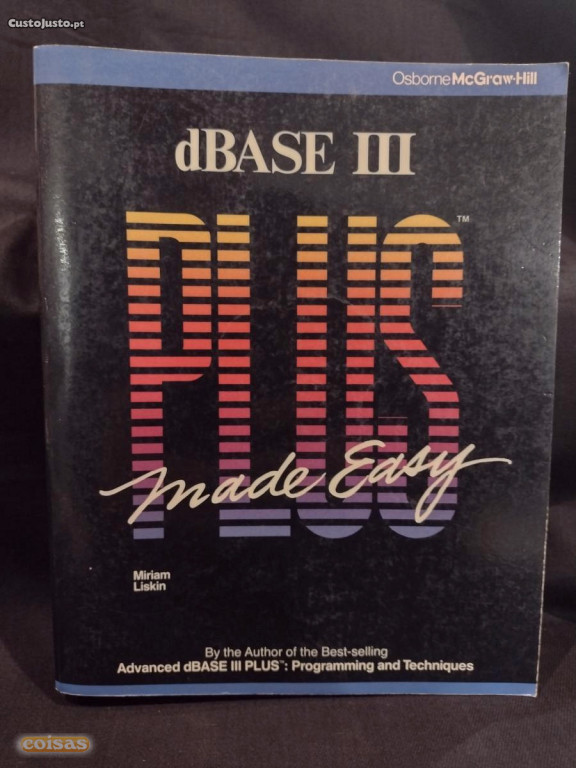 CustoJusto.pt
Osborne McGraw-Hill
dBASE III
PLUS™
Made Easy
Miriam
Liskin
By the Author of the Best-selling
Advanced dBASE III PLUS™: Programming and Techniques
coisas